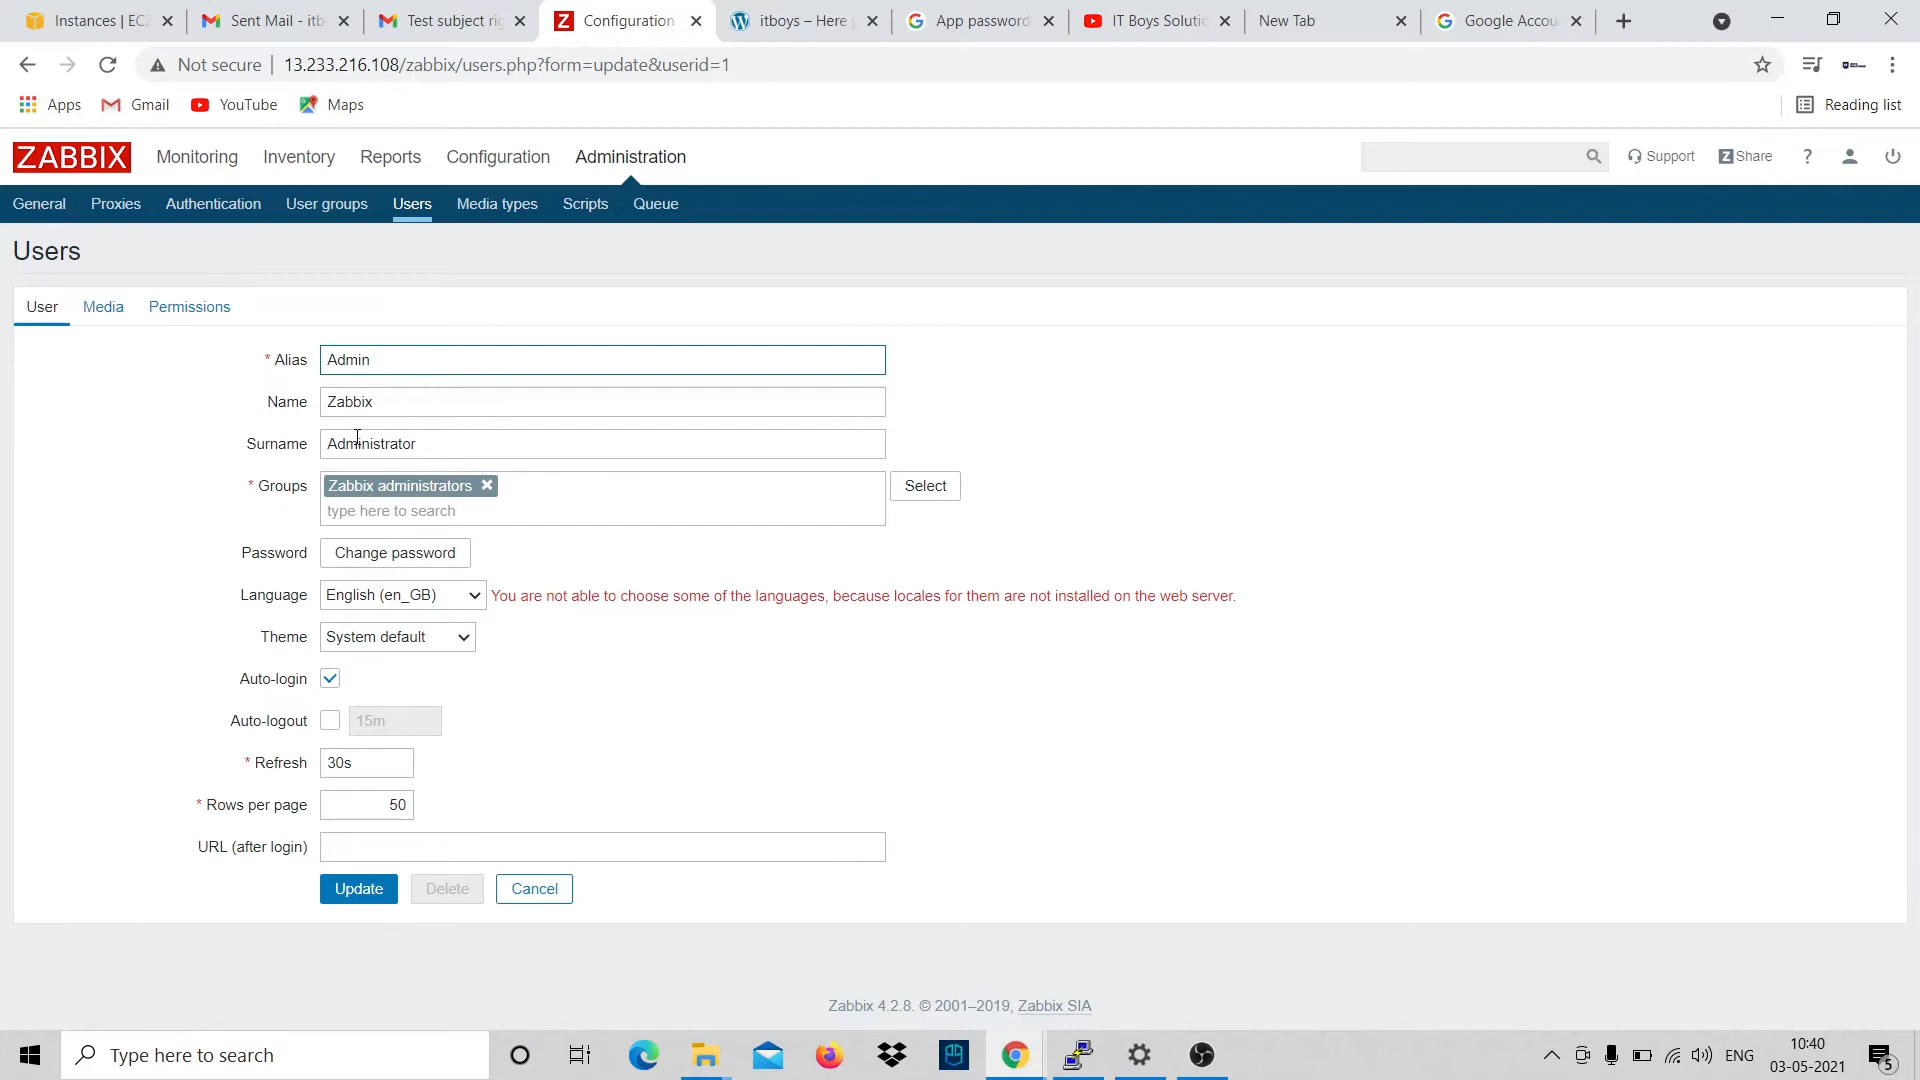 Instances | EC2
Sent Mail - itb
Test subject rig
Configuration
itboys – Here y
App password
IT Boys Solutio
New Tab
Google Accou
Not secure
13.233.216.108/zabbix/users.php?form=update&userid=1
Apps
Gmail
YouTube
Maps
Reading list
ZABBIX
Monitoring
Inventory
Reports
Configuration
Administration
Support
Z Share
?
General
Proxies
Authentication
User groups
Users
Media types
Scripts
Queue
Users
User
Media
Permissions
* Alias
Admin
Name
Zabbix
Surname
Administrator
* Groups
Zabbix administrators
type here to search
Select
Password
Change password
Language
English (en_GB)
You are not able to choose some of the languages, because locales for them are not installed on the web server.
Theme
System default
Auto-login
Auto-logout
15m
* Refresh
30s
* Rows per page
50
URL (after login)
Update
Delete
Cancel
Zabbix 4.2.8. © 2001–2019, Zabbix SIA
Type here to search
ENG
10:40
03-05-2021
5